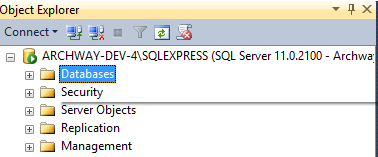 Object Explorer
Connect
ARCHWAY-DEV-4\SQLEXPRESS (SQL Server 11.0.2100 - Archway
Databases
Security
Server Objects
Replication
Management